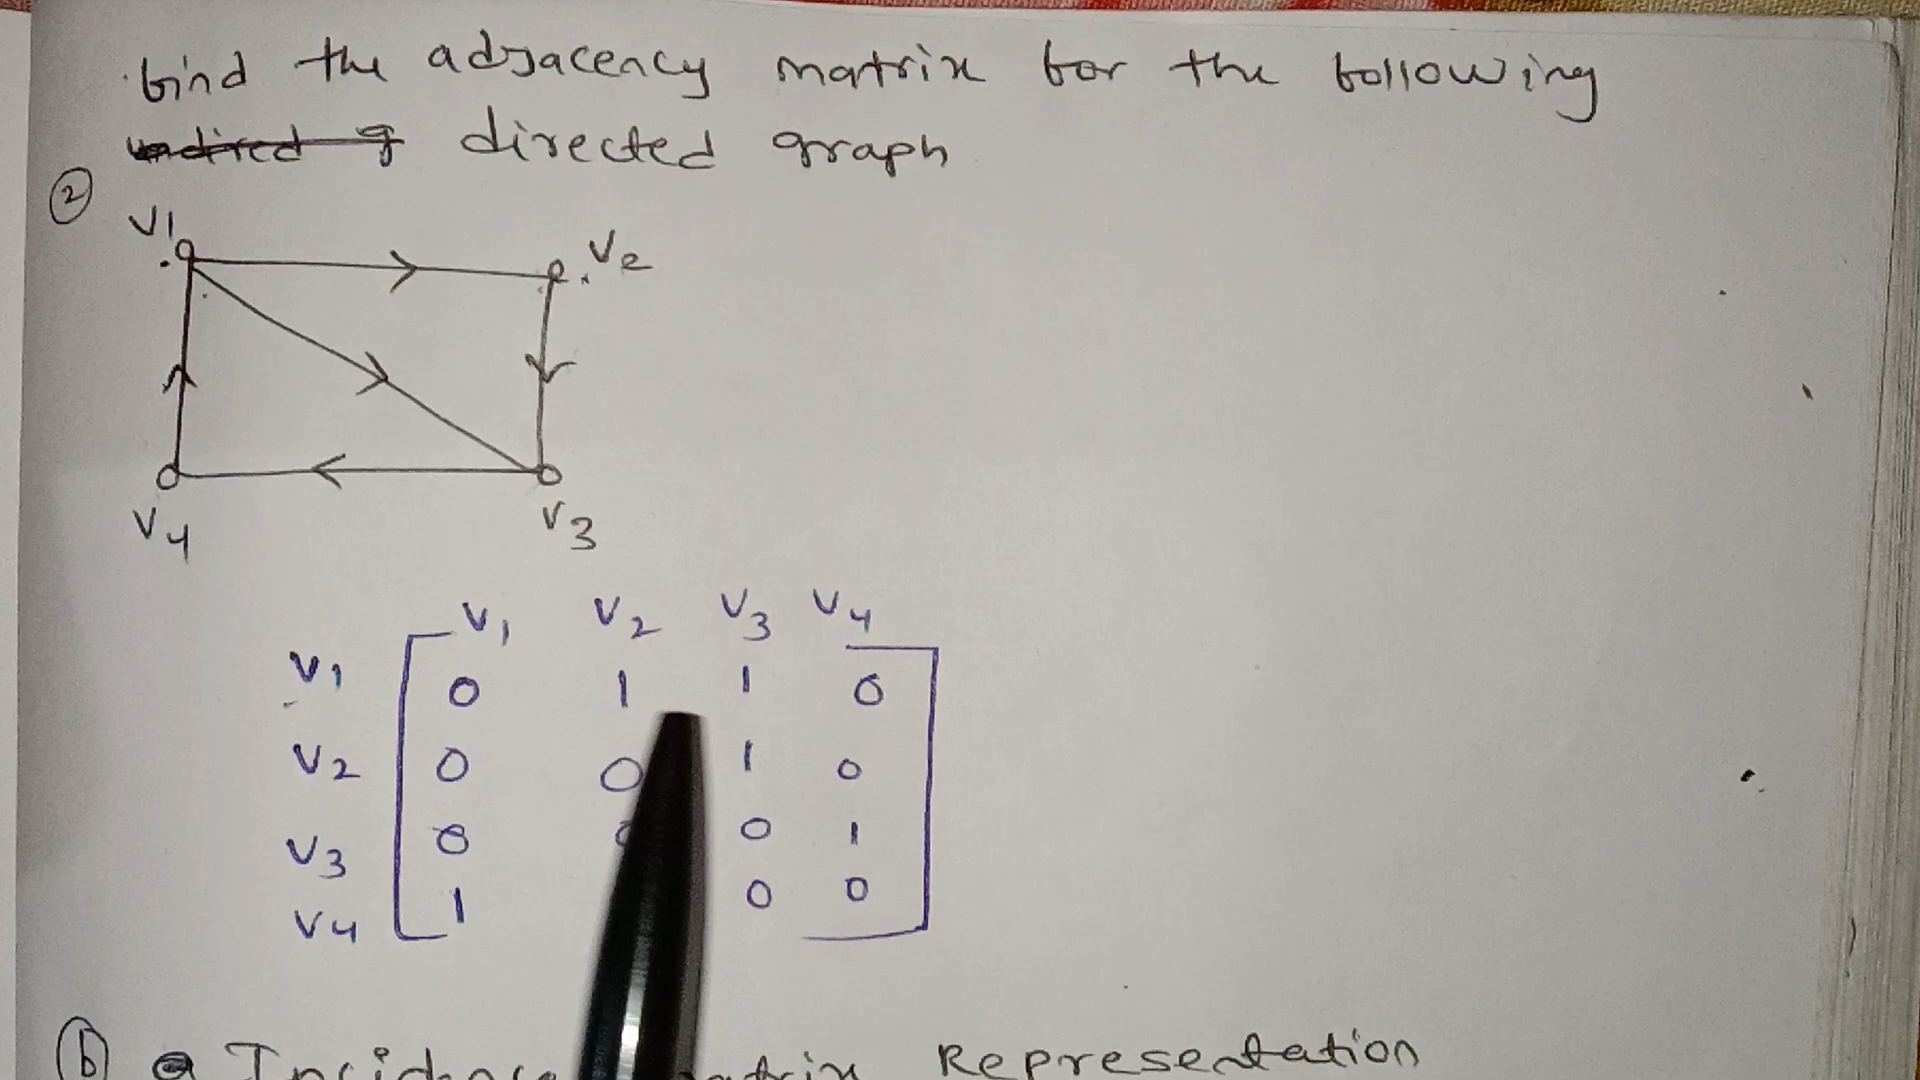 find the adjacency matrix for the following
undired g directed graph
2
V1
V2
V4
V3
V1 V2 V3 V4
V1 0 1 1 0
V2 0 0 1 0
V3 0 0 1
V4 1 0 0
b Representation